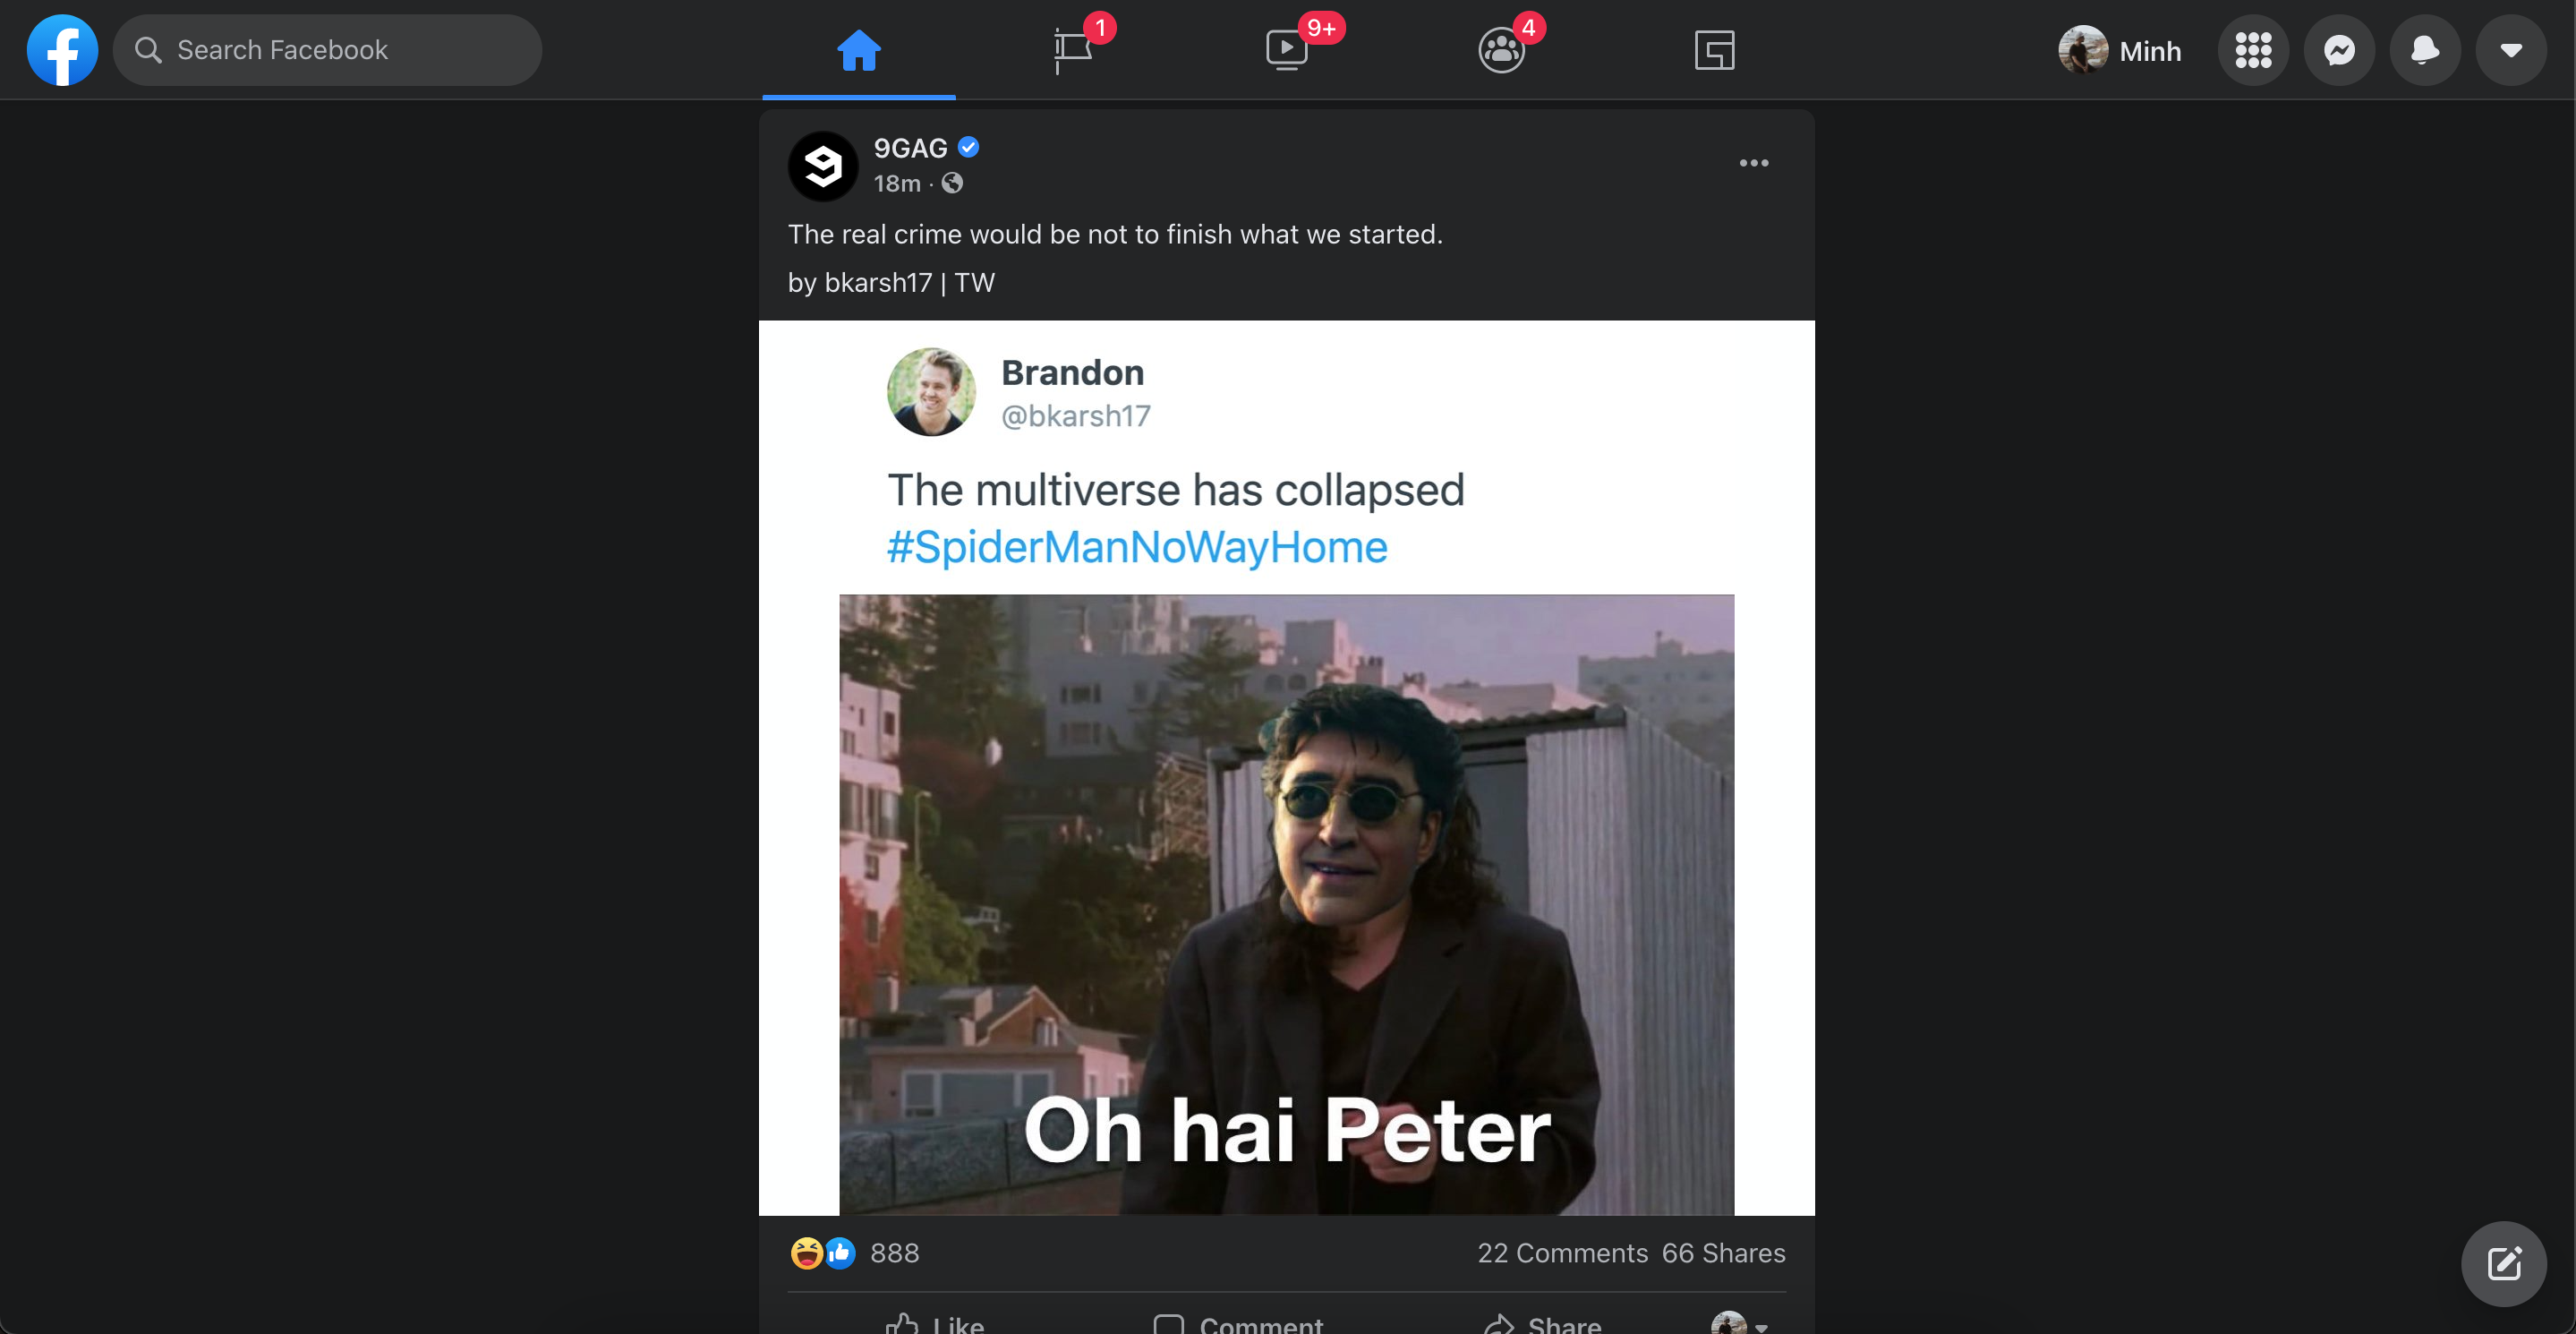 Search Facebook
1
9+
4
Minh
9GAG
18m ·
The real crime would be not to finish what we started.
by bkarsh17 | TW
Brandon
@bkarsh17
The multiverse has collapsed
#SpiderManNoWayHome
Oh hai Peter
888
22 Comments 66 Shares
Like
Comment
Share